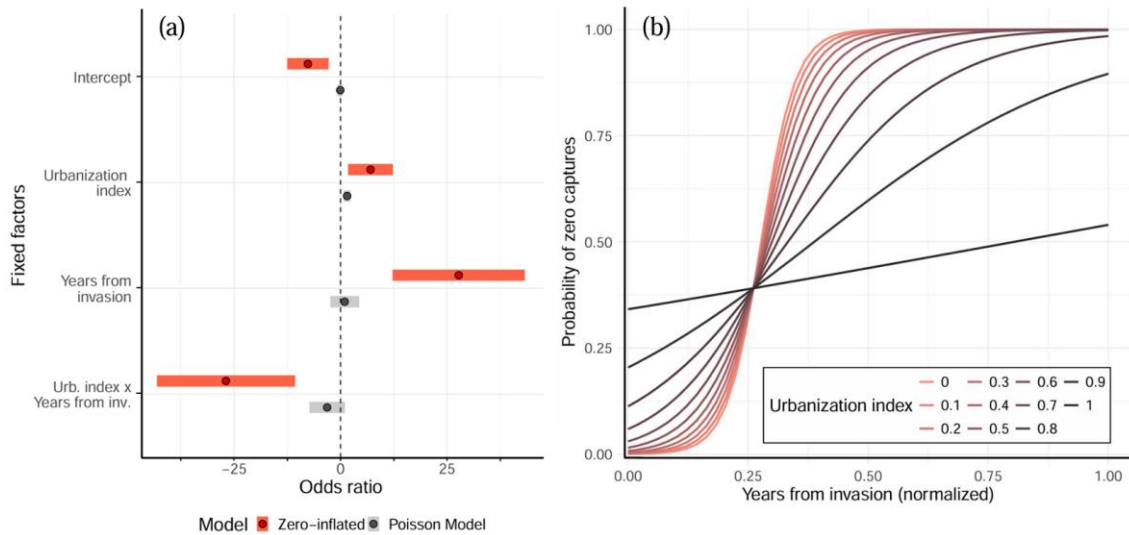 (a)
Fixed factors
Intercept
Urbanization
index
Years from
invasion
Urb. index x
Years from inv.
−25 0 25
Odds ratio
Model Zero−inflated Poisson Model
(b)
Probability of zero captures
1.00
0.75
0.50
0.25
0.00
Urbanization index
0 0.3 0.6 0.9
0.1 0.4 0.7 1
0.2 0.5 0.8
0.00 0.25 0.50 0.75 1.00
Years from invasion (normalized)